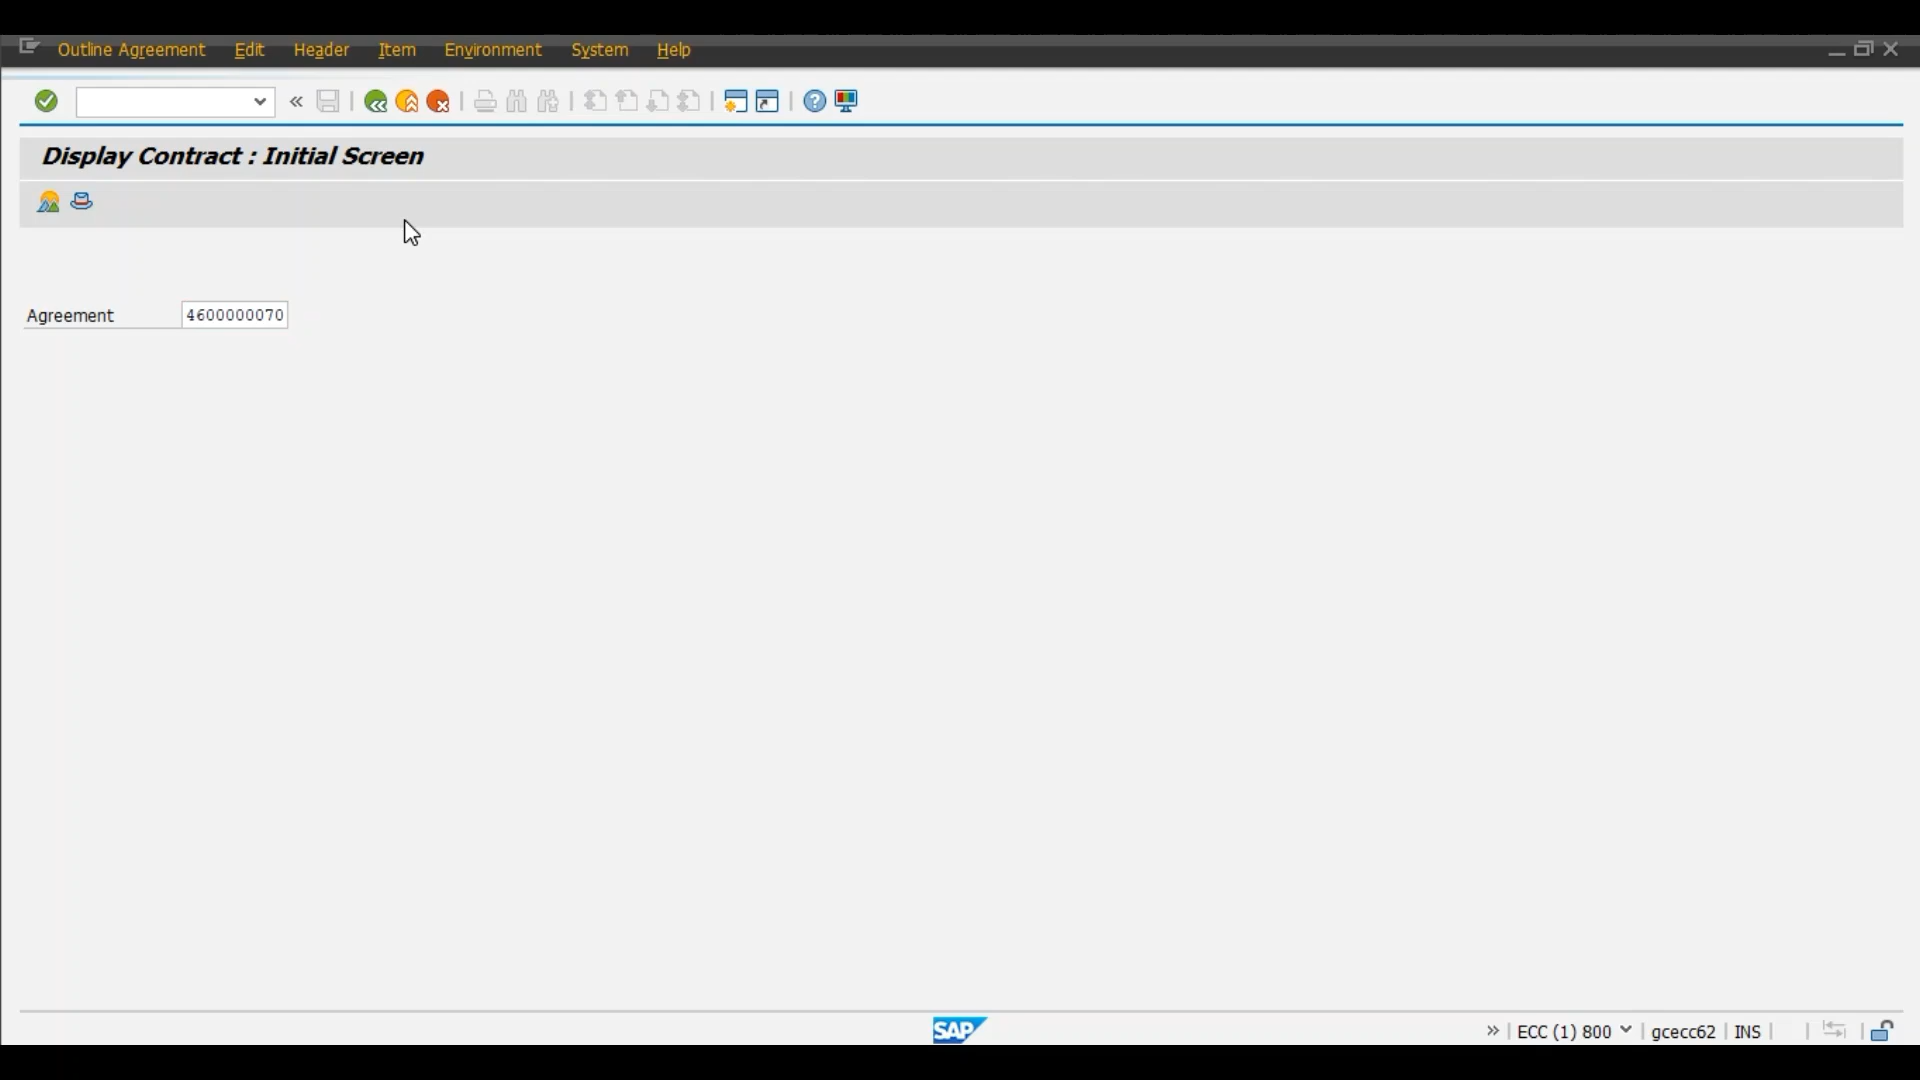 Outline Agreement Edit Header Item Environment System Help
Display Contract : Initial Screen
Agreement 4600000070
SAP
ECC (1) 800 gcecc62 INS